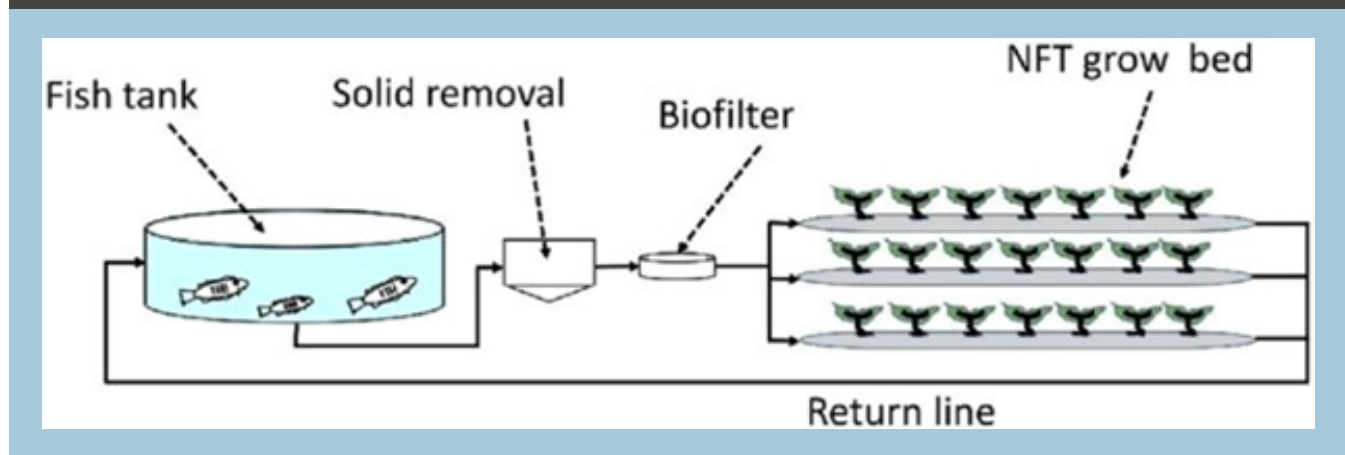 Fish tank
Solid removal
Biofilter
NFT grow bed
Return line